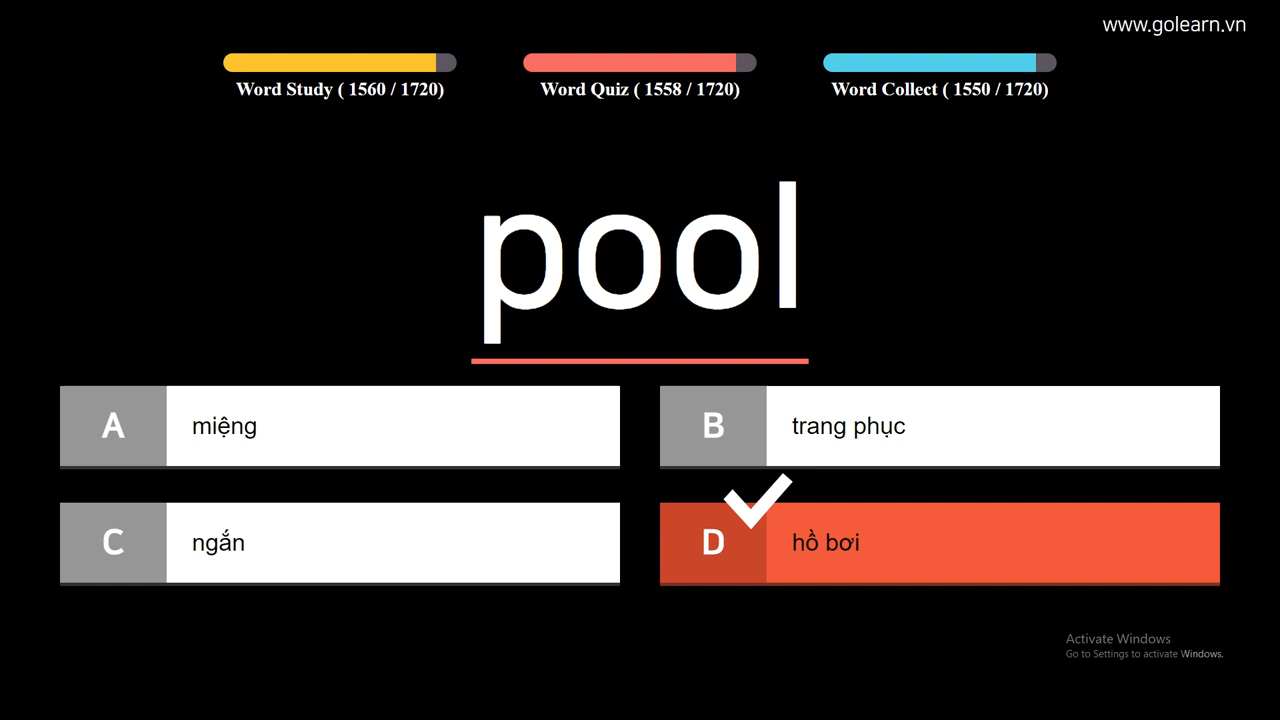 www.golearn.vn
Word Study ( 1560 / 1720)
Word Quiz ( 1558 / 1720)
Word Collect ( 1550 / 1720)
pool
A miệng
B trang phục
C ngắn
D hồ bơi
Activate Windows
Go to Settings to activate Windows.